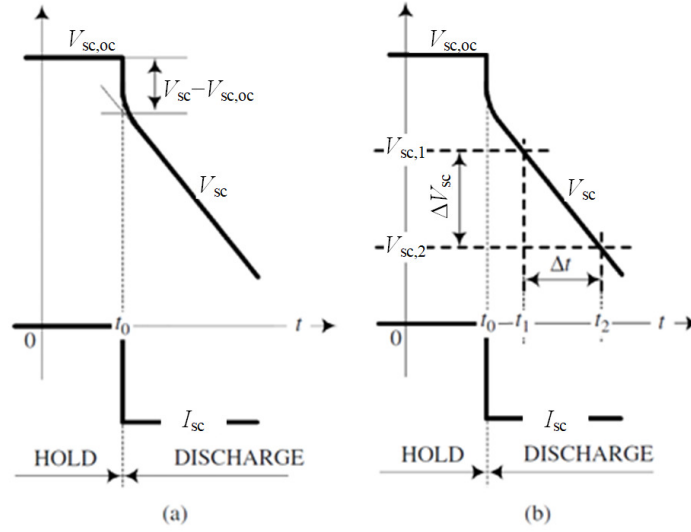 V_sc,oc
V_sc−V_sc,oc
V_sc
0
t_0
t
I_sc
HOLD
DISCHARGE
(a)
V_sc,oc
V_sc,1
ΔV_sc
V_sc
V_sc,2
Δt
0
t_0
t_1
t_2
t
I_sc
HOLD
DISCHARGE
(b)